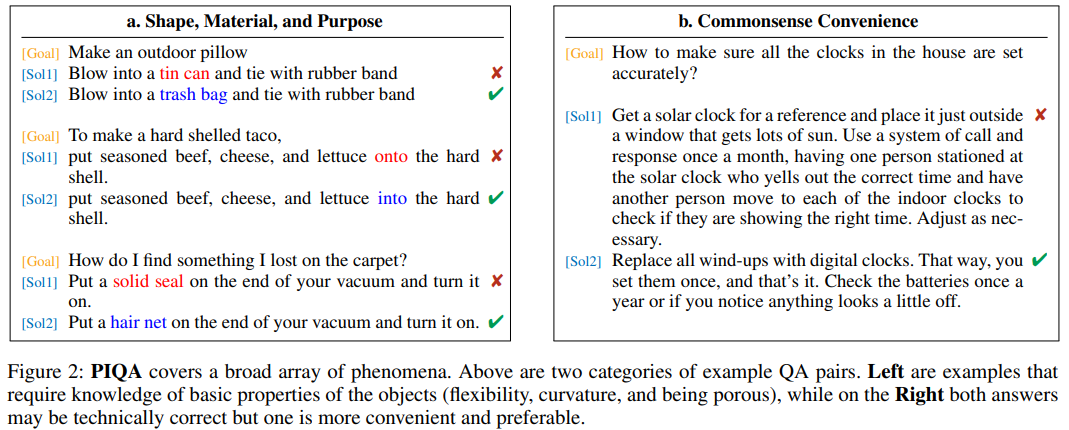 a. Shape, Material, and Purpose
[Goal] Make an outdoor pillow
[Sol1] Blow into a tin can and tie with rubber band ✘
[Sol2] Blow into a trash bag and tie with rubber band ✔
[Goal] To make a hard shelled taco,
[Sol1] put seasoned beef, cheese, and lettuce onto the hard ✘
shell.
[Sol2] put seasoned beef, cheese, and lettuce into the hard ✔
shell.
[Goal] How do I find something I lost on the carpet?
[Sol1] Put a solid seal on the end of your vacuum and turn it ✘
on.
[Sol2] Put a hair net on the end of your vacuum and turn it on. ✔
b. Commonsense Convenience
[Goal] How to make sure all the clocks in the house are set
accurately?
[Sol1] Get a solar clock for a reference and place it just outside ✘
a window that gets lots of sun. Use a system of call and
response once a month, having one person stationed at
the solar clock who yells out the correct time and have
another person move to each of the indoor clocks to
check if they are showing the right time. Adjust as nec-
essary.
[Sol2] Replace all wind-ups with digital clocks. That way, you ✔
set them once, and that's it. Check the batteries once a
year or if you notice anything looks a little off.
Figure 2: PIQA covers a broad array of phenomena. Above are two categories of example QA pairs. Left are examples that
require knowledge of basic properties of the objects (flexibility, curvature, and being porous), while on the Right both answers
may be technically correct but one is more convenient and preferable.